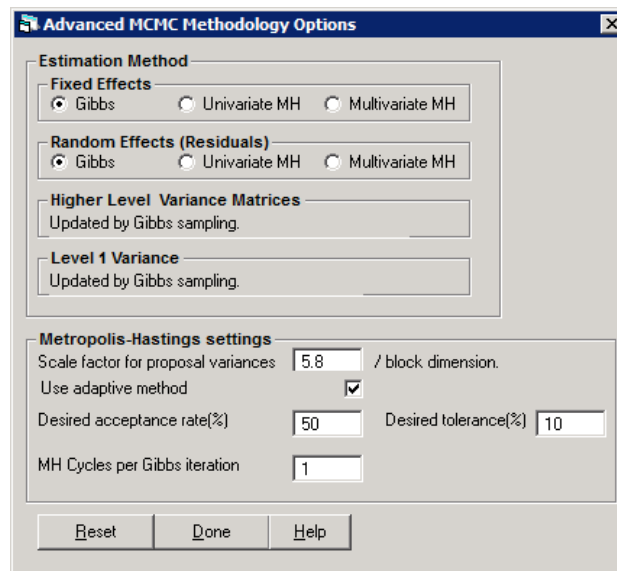 Advanced MCMC Methodology Options
Estimation Method
Fixed Effects
Gibbs Univariate MH Multivariate MH
Random Effects (Residuals)
Gibbs Univariate MH Multivariate MH
Higher Level Variance Matrices
Updated by Gibbs sampling.
Level 1 Variance
Updated by Gibbs sampling.
Metropolis-Hastings settings
Scale factor for proposal variances 5.8 / block dimension.
Use adaptive method
Desired acceptance rate(%) 50 Desired tolerance(%) 10
MH Cycles per Gibbs iteration 1
Reset Done Help